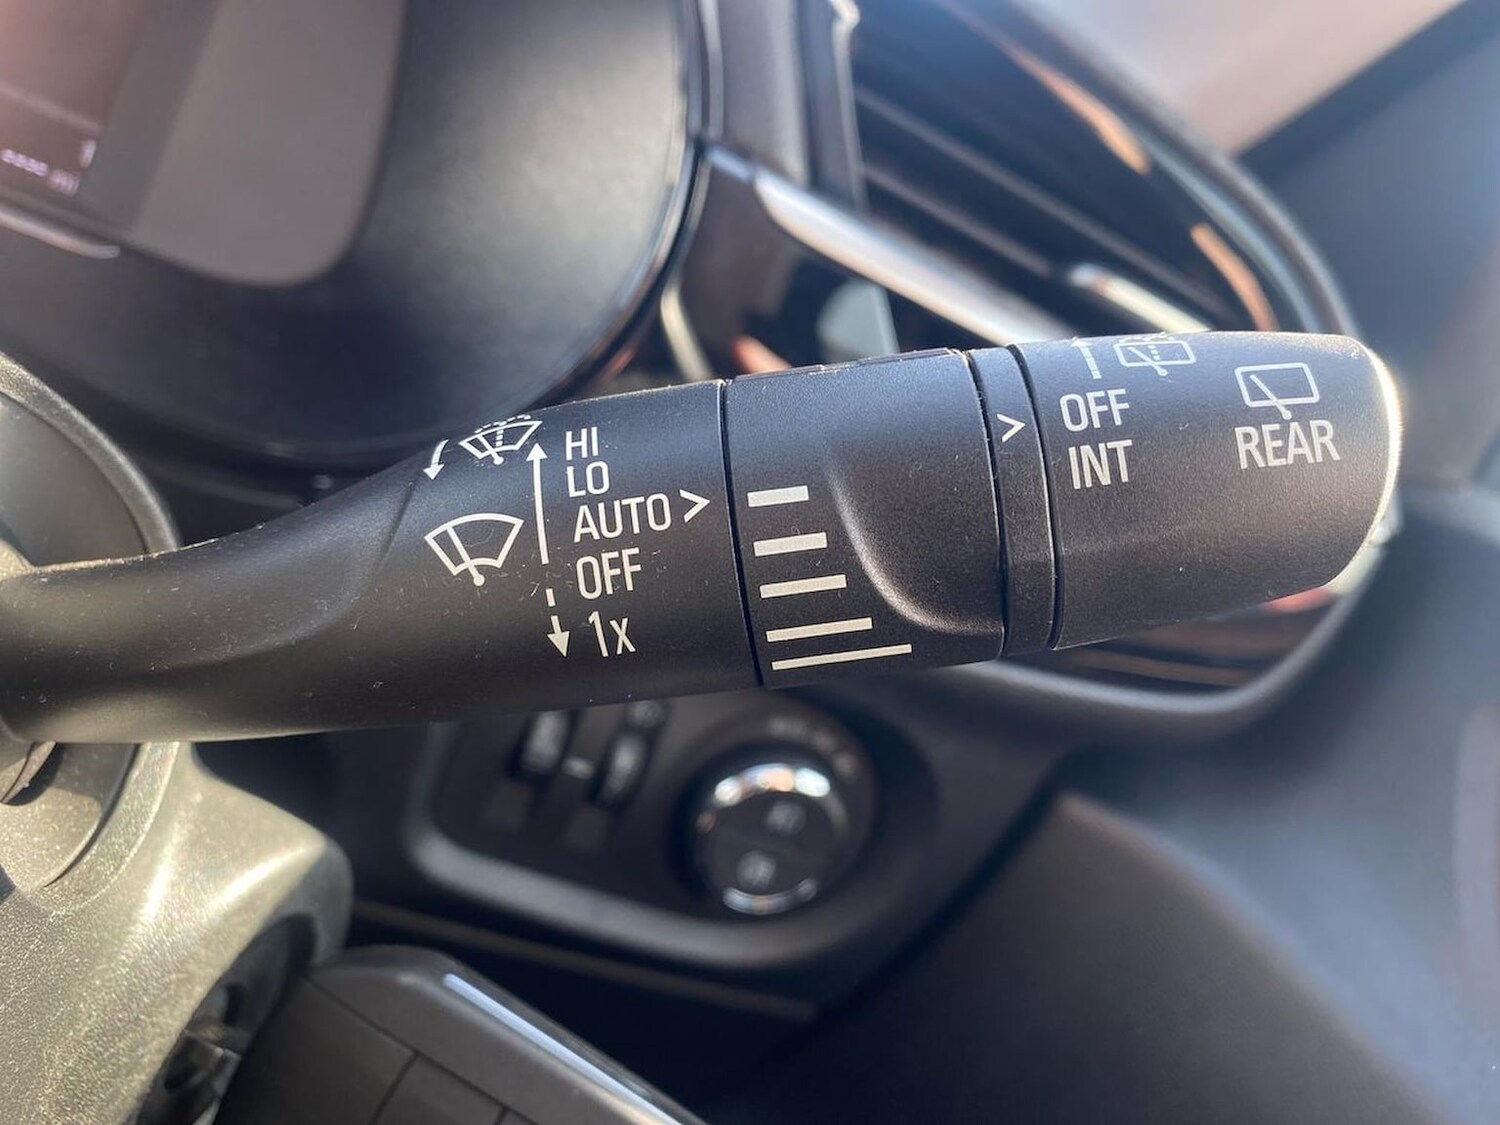 HI
LO
AUTO >
OFF
1x
>
OFF
INT
REAR